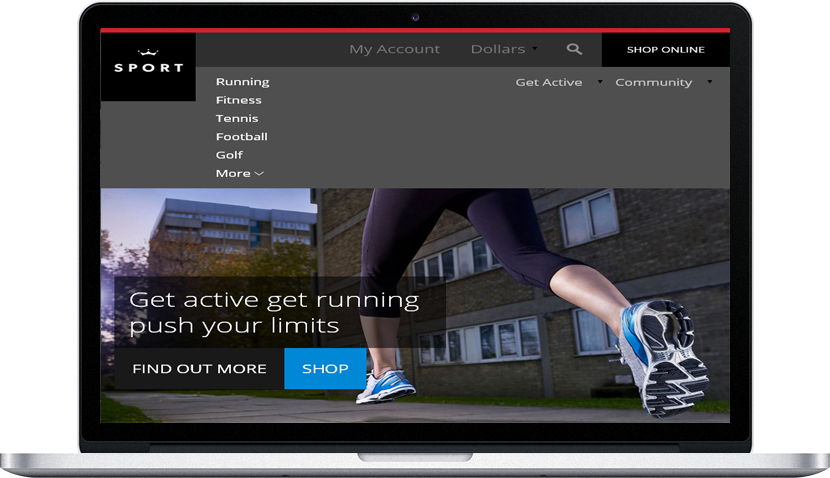 My Account
Dollars
SHOP ONLINE
SPORT
Running
Fitness
Tennis
Football
Golf
More
Get Active
Community
Get active get running
push your limits
FIND OUT MORE
SHOP